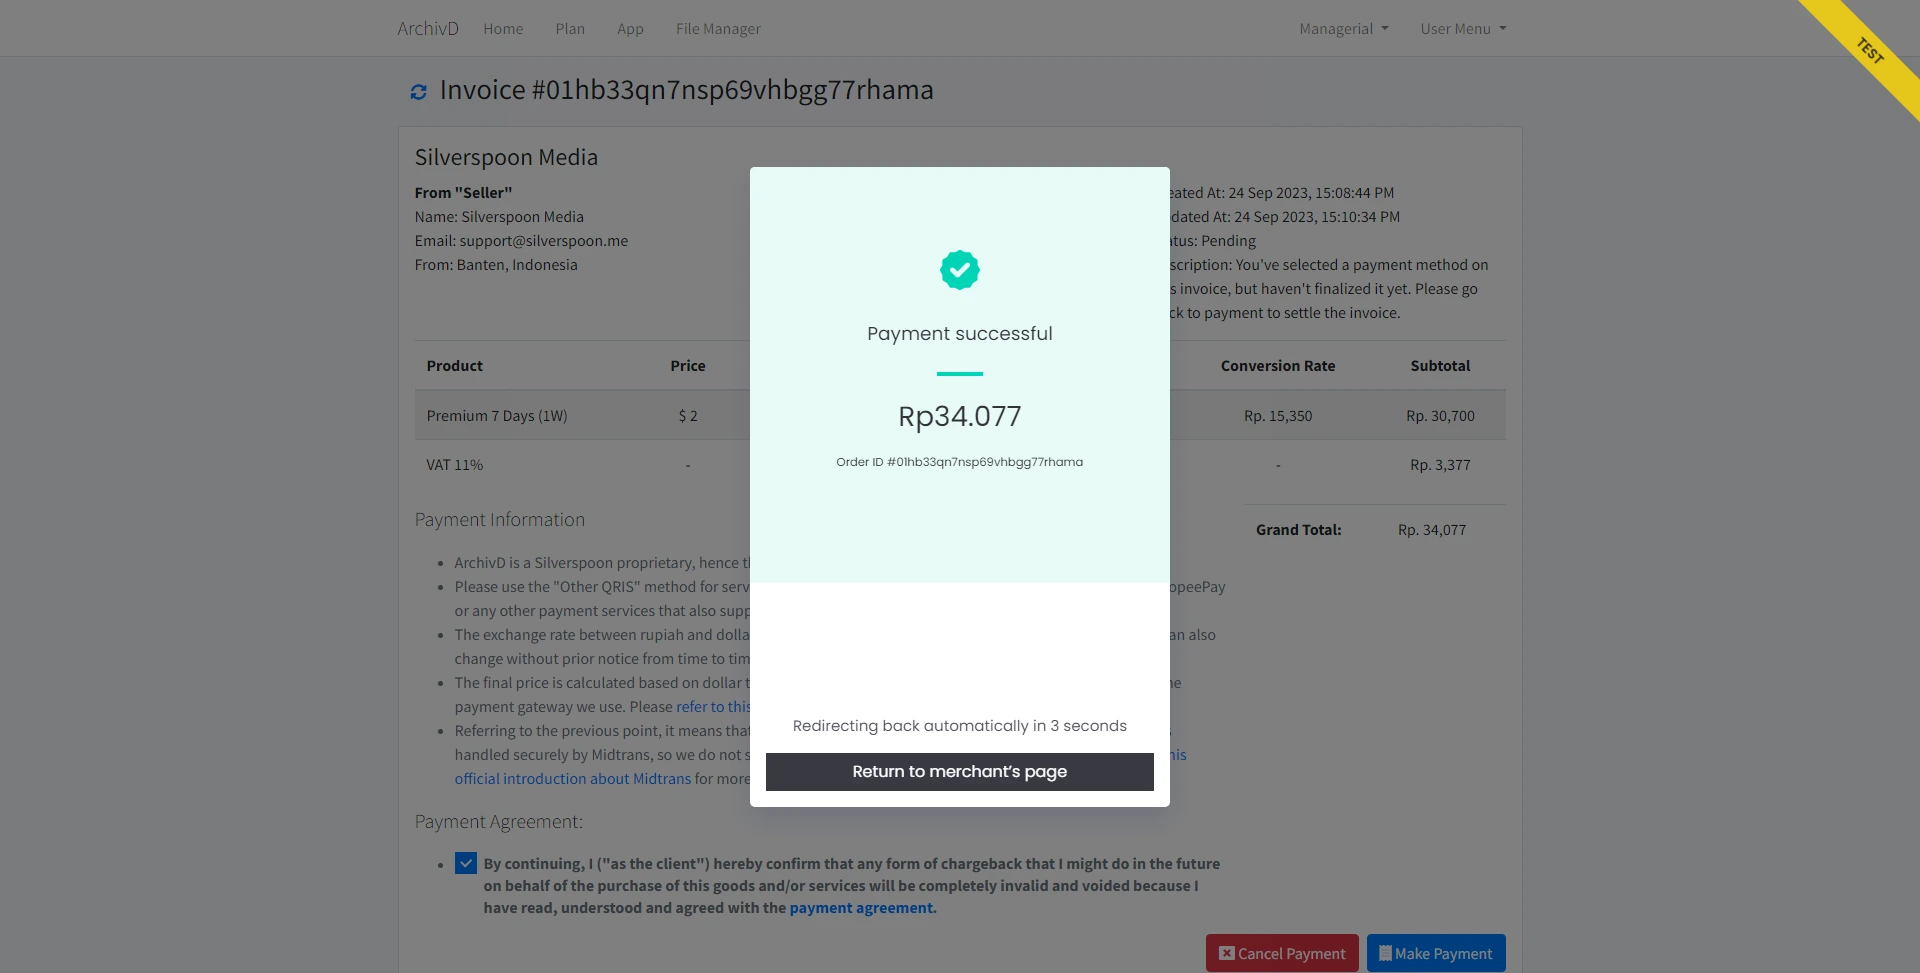 ArchivD Home Plan App File Manager Managerial User Menu
TEST
Invoice #01hb33qn7nsp69vhbgg77rhama
Silverspoon Media
From "Seller"
Name: Silverspoon Media
Email: support@silverspoon.me
From: Banten, Indonesia
eated At: 24 Sep 2023, 15:08:44 PM
dated At: 24 Sep 2023, 15:10:34 PM
atus: Pending
scription: You've selected a payment method on
s invoice, but haven't finalized it yet. Please go
ck to payment to settle the invoice.
Product Price Conversion Rate Subtotal
Premium 7 Days (1W) $ 2 Rp. 15,350 Rp. 30,700
VAT 11% - - Rp. 3,377
Grand Total: Rp. 34,077
Payment Information
ArchivD is a Silverspoon proprietary, hence
Please use the "Other QRIS" method for serv opeePay
or any other payment services that also supp
The exchange rate between rupiah and dolla an also
change without prior notice from time to tim
The final price is calculated based on dollar
payment gateway we use. Please refer to this
Referring to the previous point, it means tha
handled securely by Midtrans, so we do not his
official introduction about Midtrans for more
Payment Agreement:
By continuing, I ("as the client") hereby confirm that any form of chargeback that I might do in the future
on behalf of the purchase of this goods and/or services will be completely invalid and voided because I
have read, understood and agreed with the payment agreement.
Cancel Payment Make Payment
Payment successful
Rp34.077
Order ID #01hb33qn7nsp69vhbgg77rhama
Redirecting back automatically in 3 seconds
Return to merchant's page